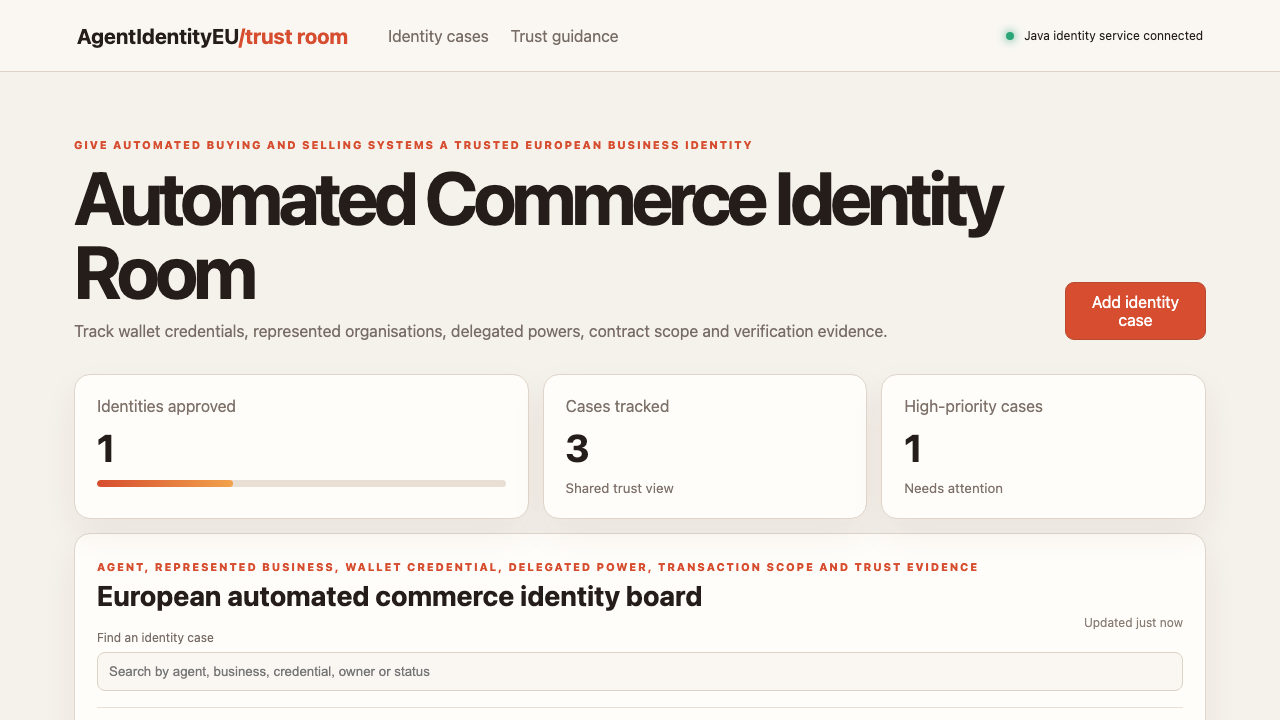 AgentIdentityEU/trust room
Identity cases
Trust guidance
Java identity service connected
GIVE AUTOMATED BUYING AND SELLING SYSTEMS A TRUSTED EUROPEAN BUSINESS IDENTITY
Automated Commerce Identity
Room
Track wallet credentials, represented organisations, delegated powers, contract scope and verification evidence.
Add identity
case
Identities approved
1
Cases tracked
3
Shared trust view
High-priority cases
1
Needs attention
AGENT, REPRESENTED BUSINESS, WALLET CREDENTIAL, DELEGATED POWER, TRANSACTION SCOPE AND TRUST EVIDENCE
European automated commerce identity board
Updated just now
Find an identity case
Search by agent, business, credential, owner or status